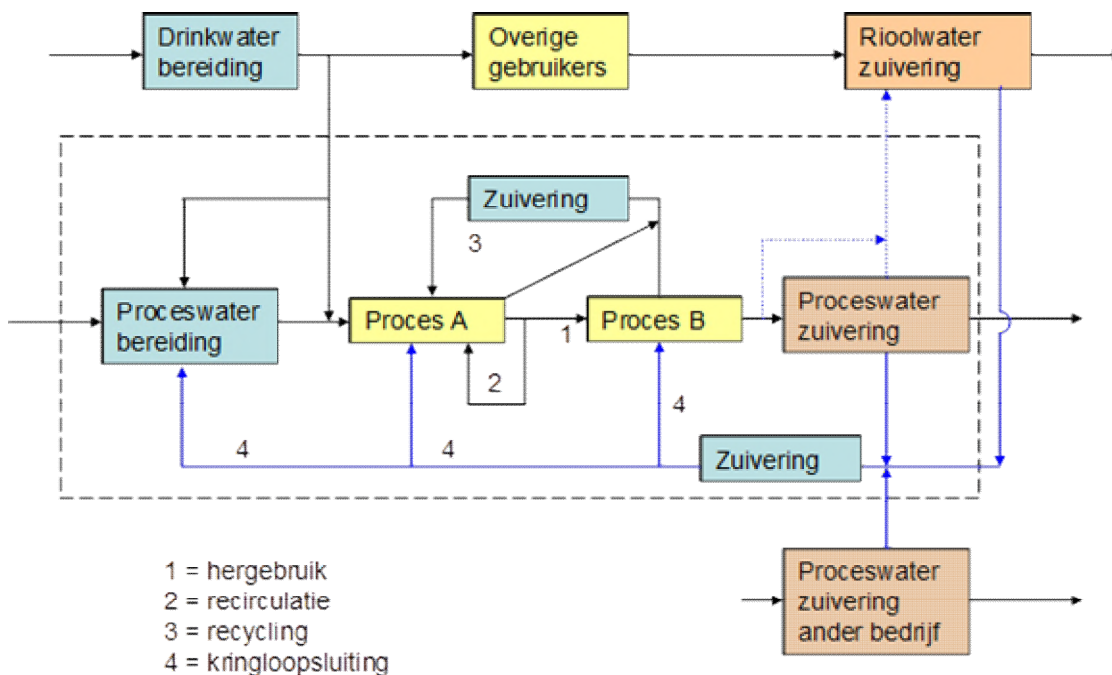 Drinkwater
bereiding
Overige
gebruikers
Rioolwater
zuivering
Zuivering
3
Proceswater
bereiding
Proces A
1
Proces B
Proceswater
zuivering
2
4
4
4
Zuivering
1 = hergebruik
2 = recirculatie
3 = recycling
4 = kringloopsluiting
Proceswater
zuivering
ander bedrijf